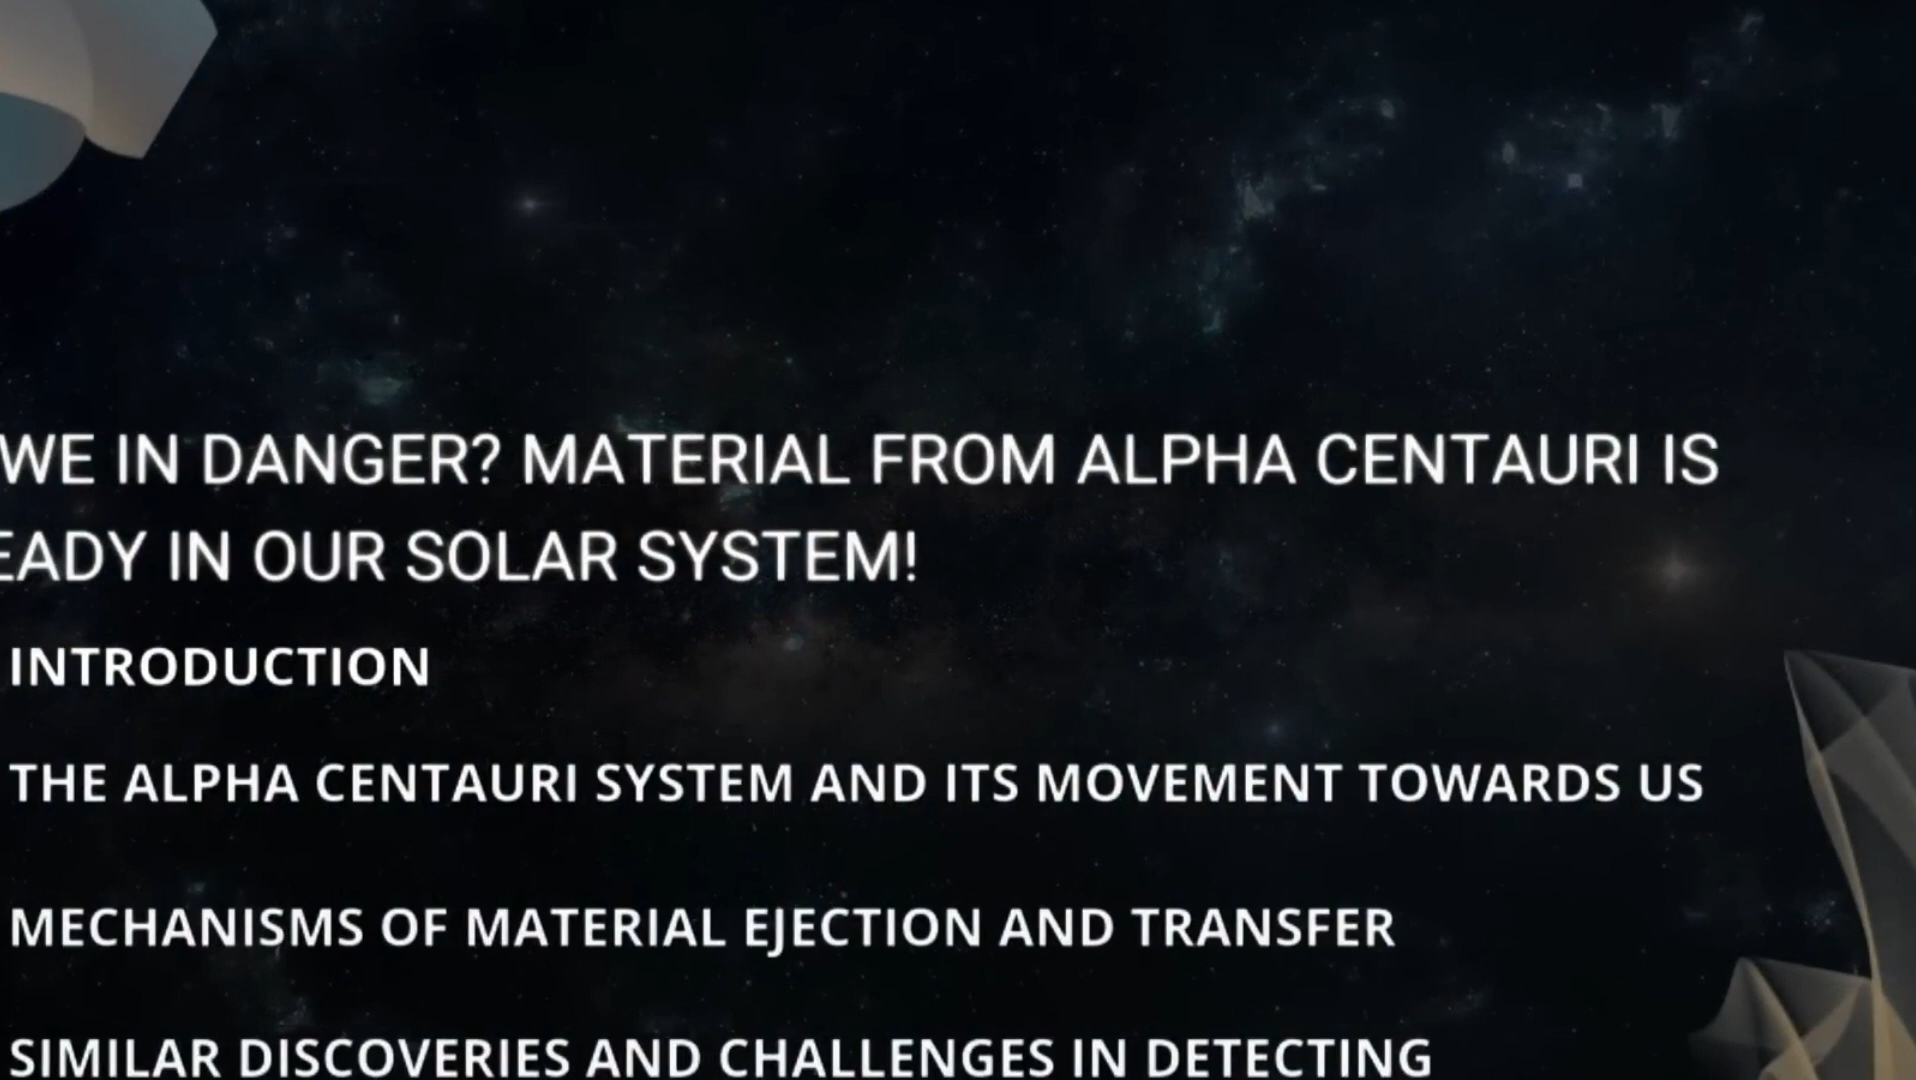 WE IN DANGER? MATERIAL FROM ALPHA CENTAURI IS
EADY IN OUR SOLAR SYSTEM!
INTRODUCTION
THE ALPHA CENTAURI SYSTEM AND ITS MOVEMENT TOWARDS US
MECHANISMS OF MATERIAL EJECTION AND TRANSFER
SIMILAR DISCOVERIES AND CHALLENGES IN DETECTING